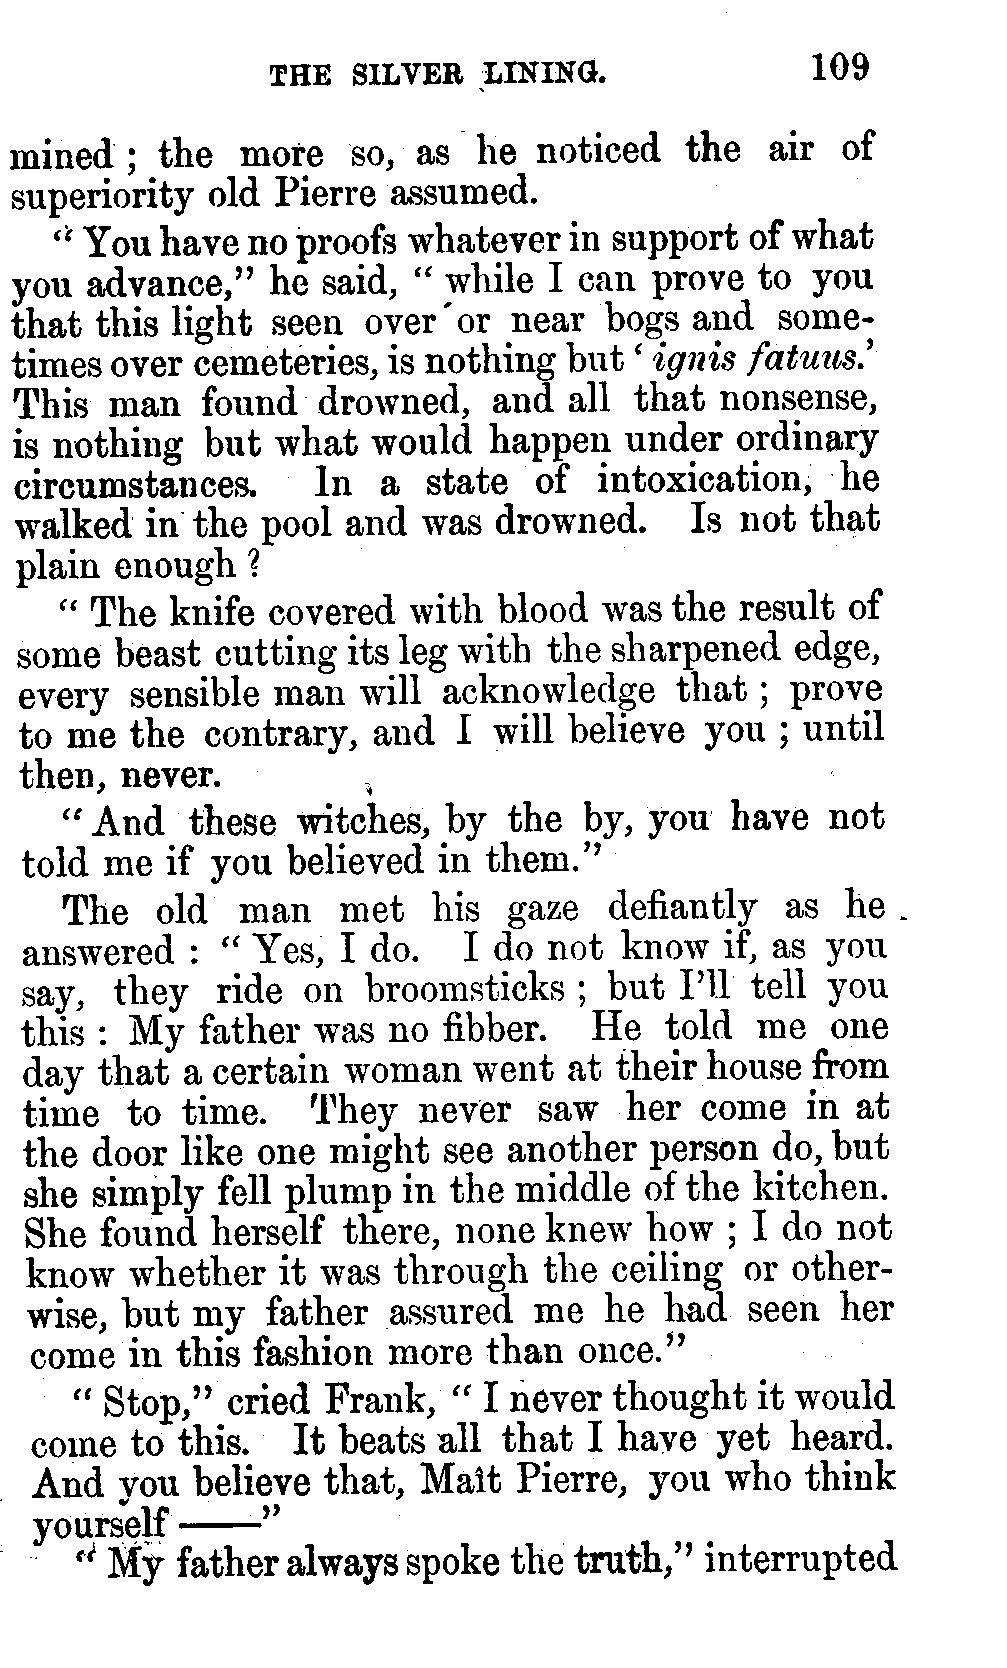 THE SILVER LINING. 109
mined ; the more so, as he noticed the air of
superiority old Pierre assumed.
“ You have no proofs whatever in support of what
you advance,” he said, “ while I can prove to you
that this light seen over or near bogs and some-
times over cemeteries, is nothing but ‘ ignis fatuus.’
This man found drowned, and all that nonsense,
is nothing but what would happen under ordinary
circumstances. In a state of intoxication, he
walked in the pool and was drowned. Is not that
plain enough ?
“ The knife covered with blood was the result of
some beast cutting its leg with the sharpened edge,
every sensible man will acknowledge that ; prove
to me the contrary, and I will believe you ; until
then, never.
“ And these witches, by the by, you have not
told me if you believed in them.”
The old man met his gaze defiantly as he
answered : “ Yes, I do. I do not know if, as you
say, they ride on broomsticks ; but I’ll tell you
this : My father was no fibber. He told me one
day that a certain woman went at their house from
time to time. They never saw her come in at
the door like one might see another person do, but
she simply fell plump in the middle of the kitchen.
She found herself there, none knew how ; I do not
know whether it was through the ceiling or other-
wise, but my father assured me he had seen her
come in this fashion more than once.”
“ Stop,” cried Frank, “ I never thought it would
come to this. It beats all that I have yet heard.
And you believe that, Maît Pierre, you who think
yourself ——”
“ My father always spoke the truth,” interrupted